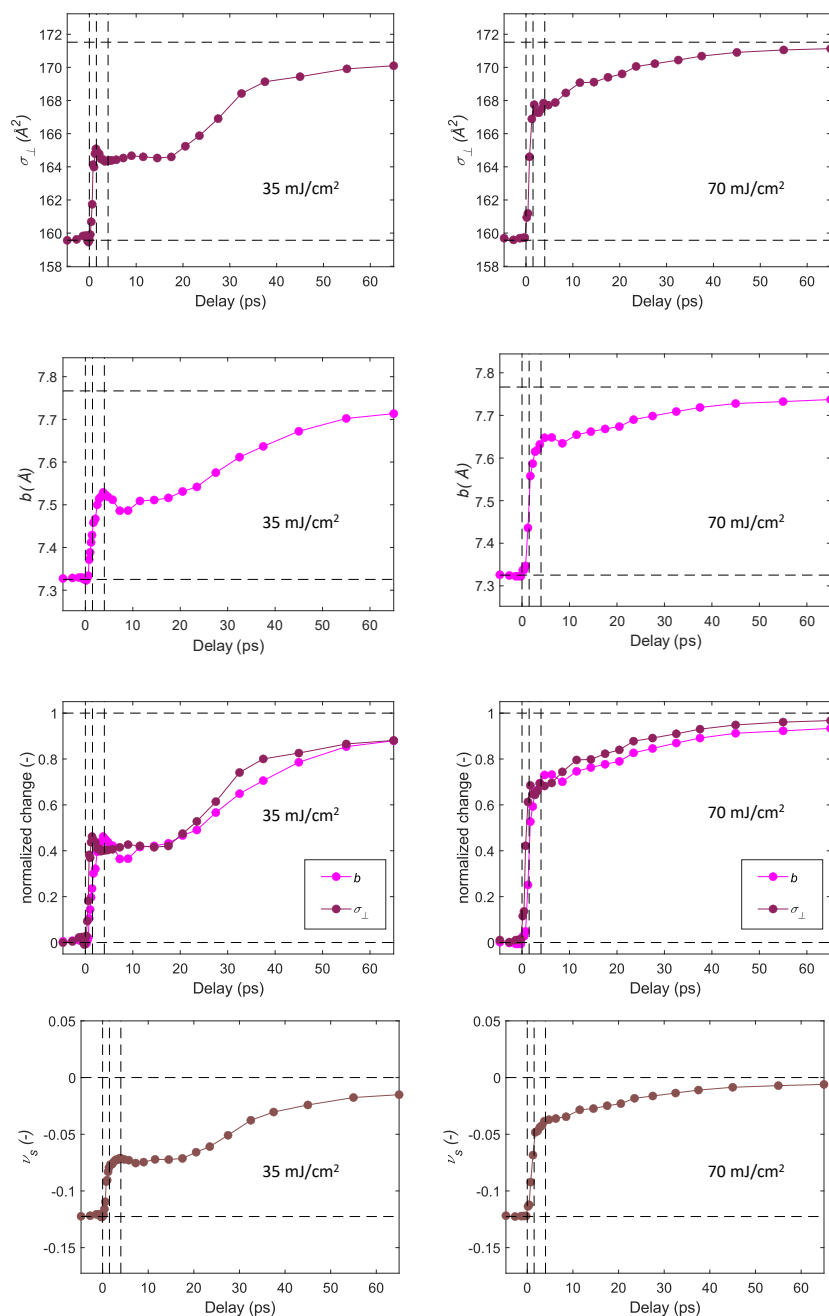 172
170
168
166
164
162
160
158
σ⊥ (Å²)
35 mJ/cm²
0 10 20 30 40 50 60
Delay (ps)
172
170
168
166
164
162
160
158
σ⊥ (Å²)
70 mJ/cm²
0 10 20 30 40 50 60
Delay (ps)
7.8
7.7
7.6
7.5
7.4
7.3
b( Å)
35 mJ/cm²
0 10 20 30 40 50 60
Delay (ps)
7.8
7.7
7.6
7.5
7.4
7.3
b( Å)
70 mJ/cm²
0 10 20 30 40 50 60
Delay (ps)
1
0.8
0.6
0.4
0.2
0
normalized change (-)
35 mJ/cm²
b
σ⊥
0 10 20 30 40 50 60
Delay (ps)
1
0.8
0.6
0.4
0.2
0
normalized change (-)
70 mJ/cm²
b
σ⊥
0 10 20 30 40 50 60
Delay (ps)
0.05
0
-0.05
-0.1
-0.15
νs (-)
35 mJ/cm²
0 10 20 30 40 50 60
Delay (ps)
0.05
0
-0.05
-0.1
-0.15
νs (-)
70 mJ/cm²
0 10 20 30 40 50 60
Delay (ps)